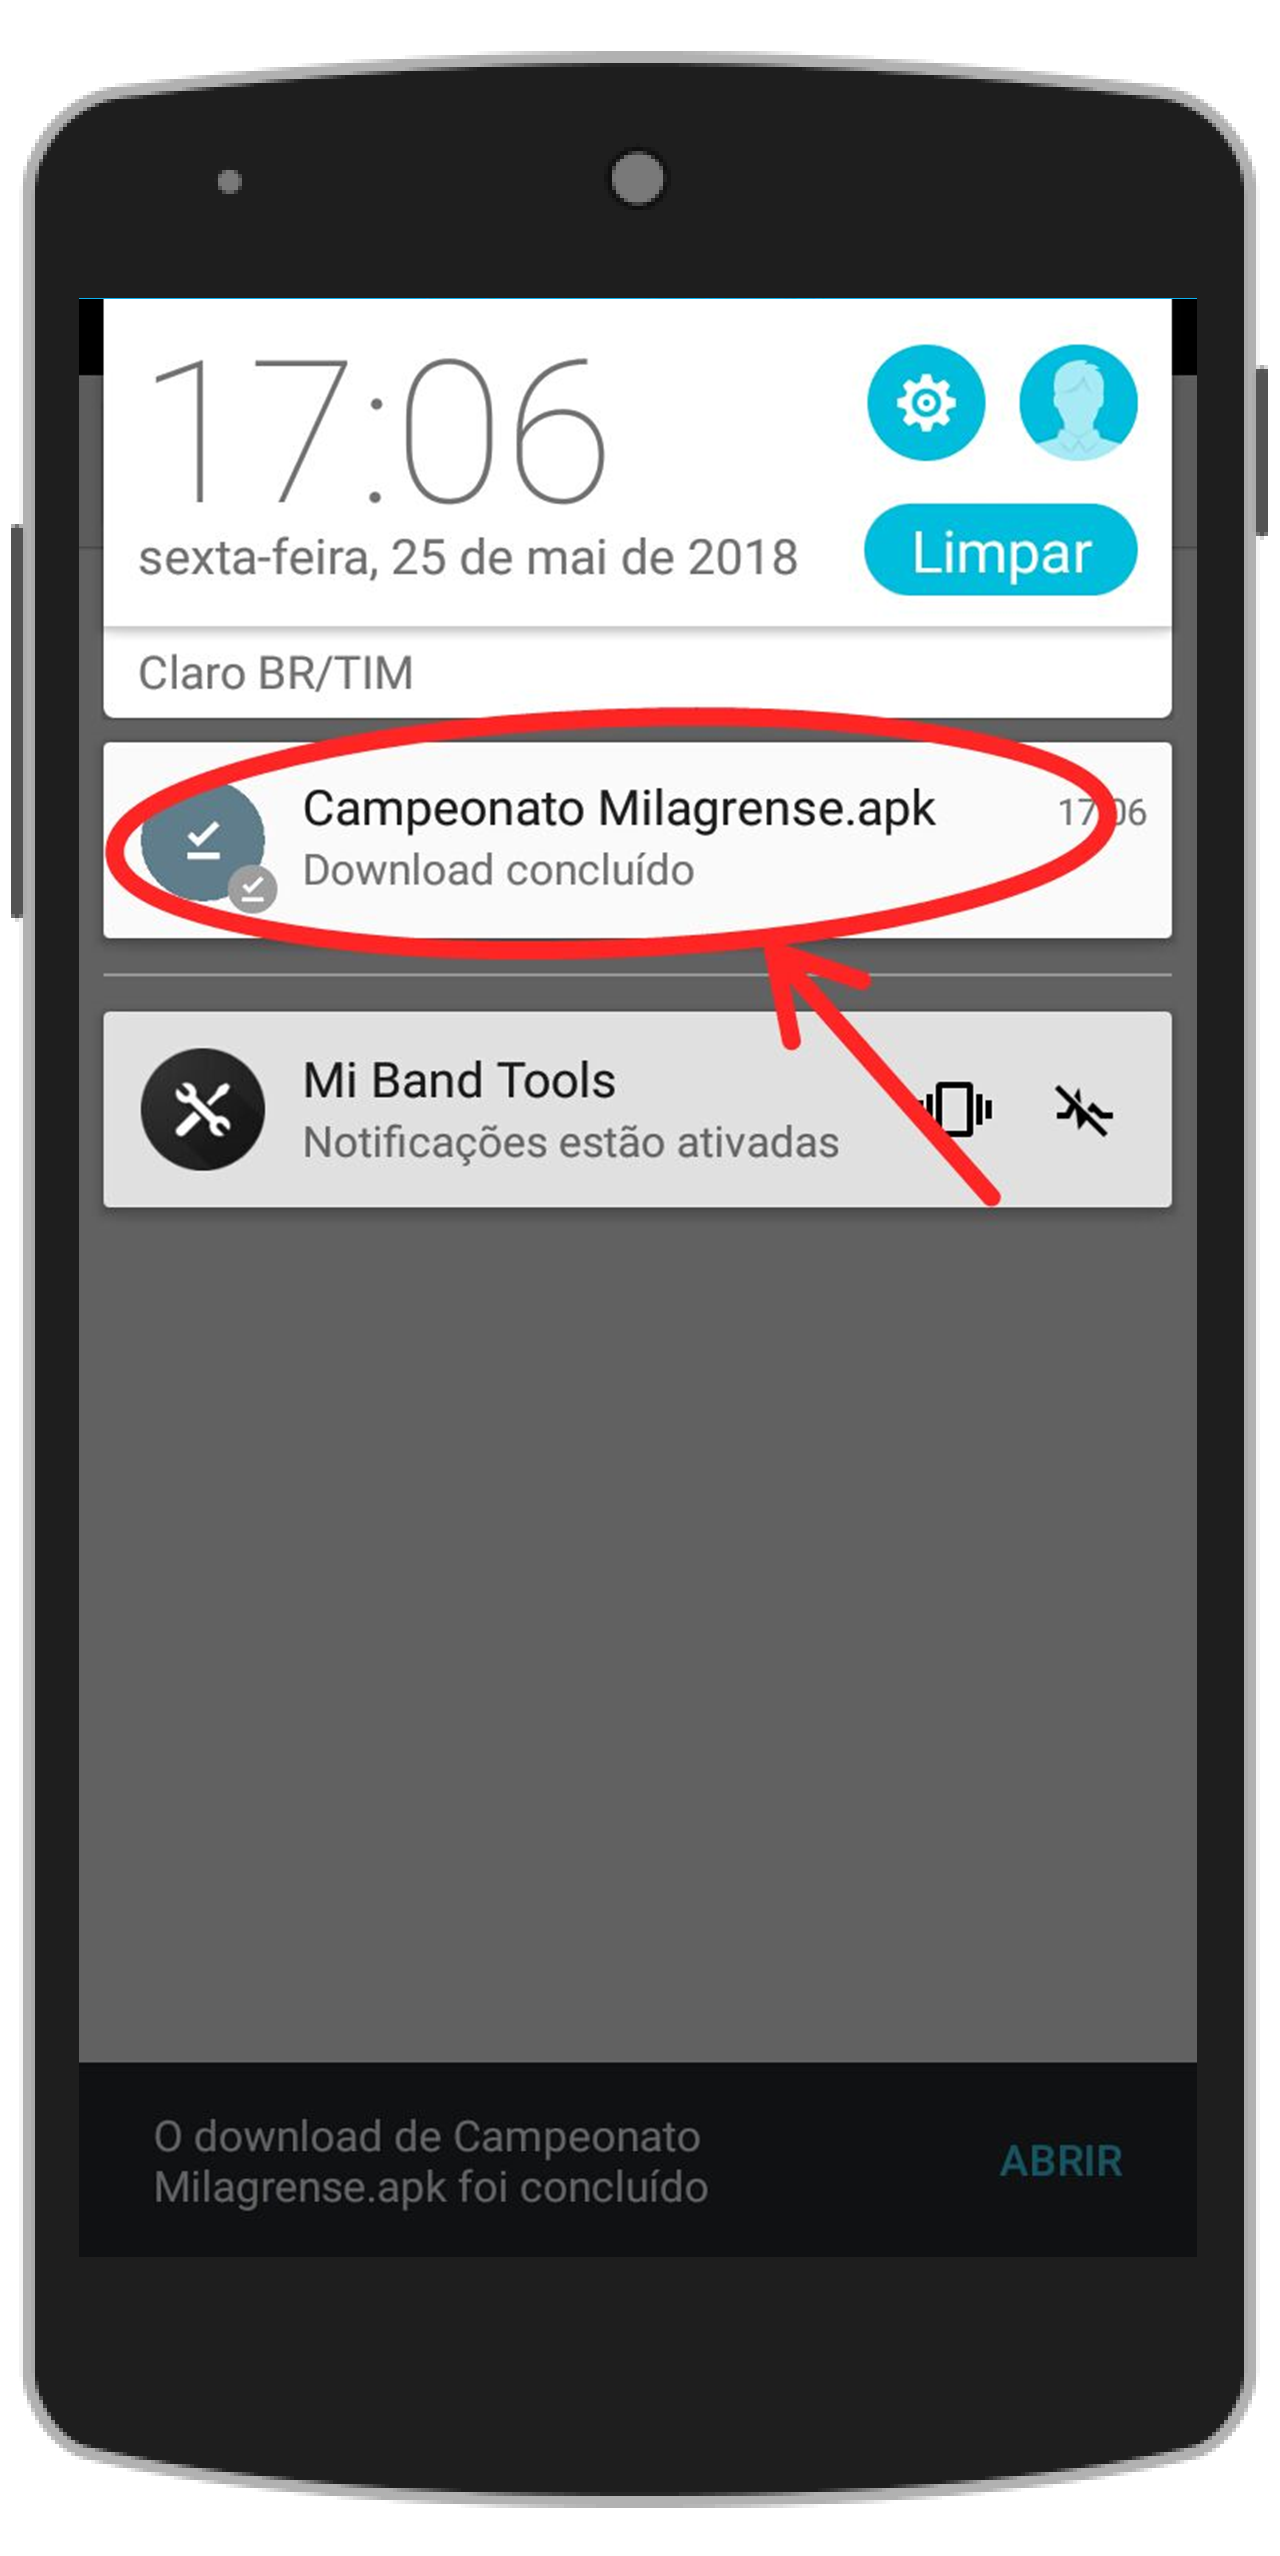 17:06
sexta-feira, 25 de mai de 2018
Limpar
Claro BR/TIM
Campeonato Milagrense.apk
17:06
Download concluído
Mi Band Tools
Notificações estão ativadas
O download de Campeonato
Milagrense.apk foi concluído
ABRIR